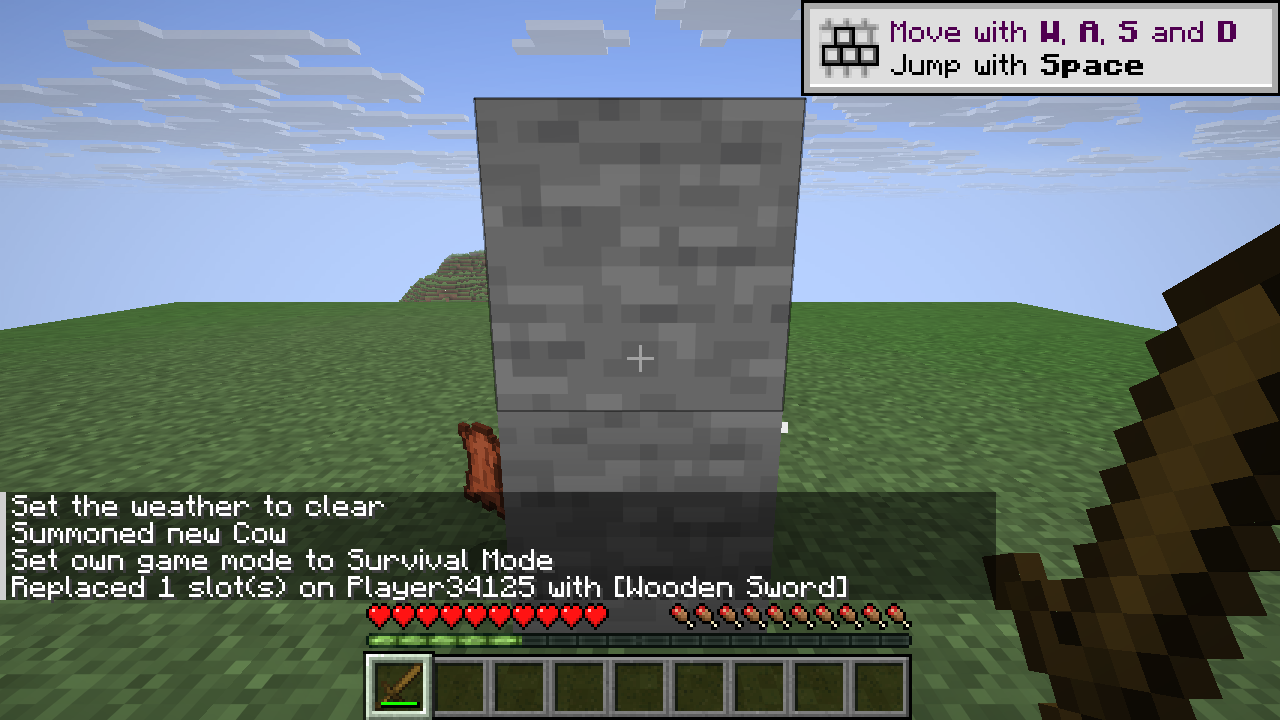 Move with W, A, S and D
Jump with Space
Set the weather to clear
Summoned new Cow
Set own game mode to Survival Mode
Replaced 1 slot(s) on Player34125 with [Wooden Sword]